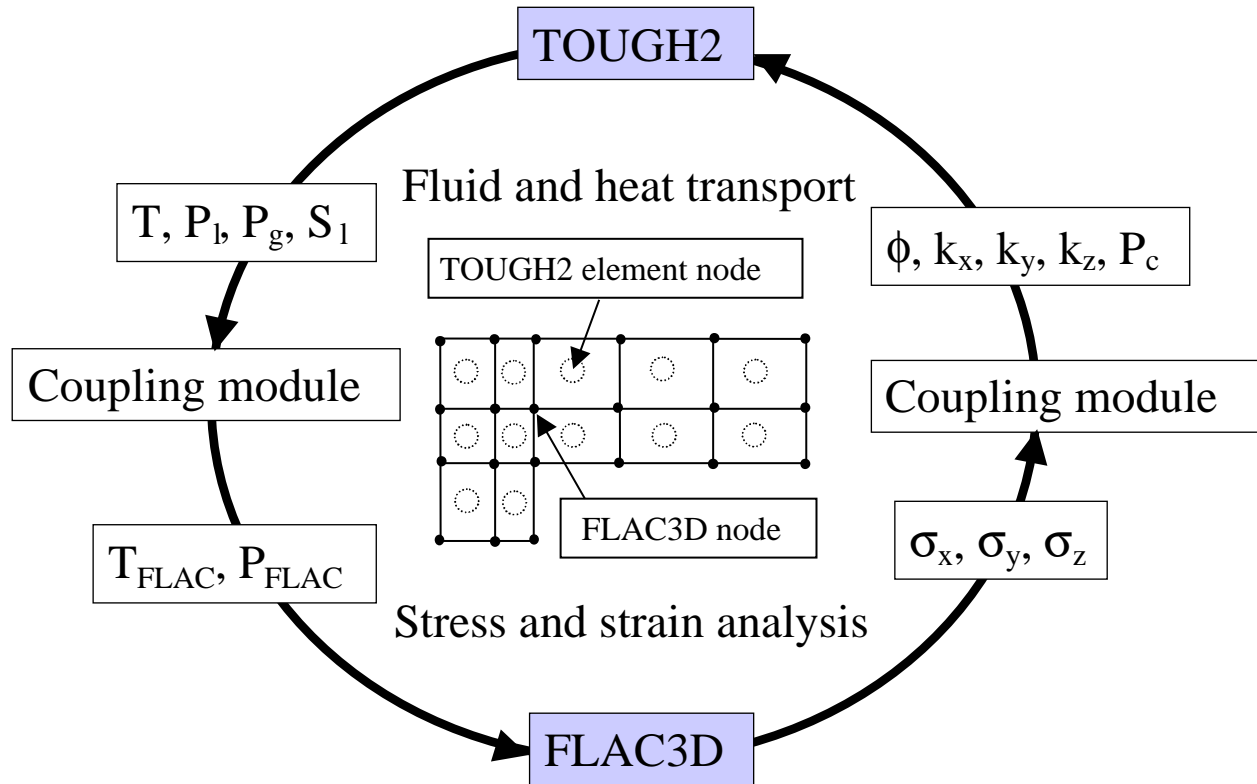 TOUGH2
Fluid and heat transport
T, Pl, Pg, Sl
ϕ, kx, ky, kz, Pc
TOUGH2 element node
Coupling module
Coupling module
FLAC3D node
TFLAC, PFLAC
σx, σy, σz
Stress and strain analysis
FLAC3D